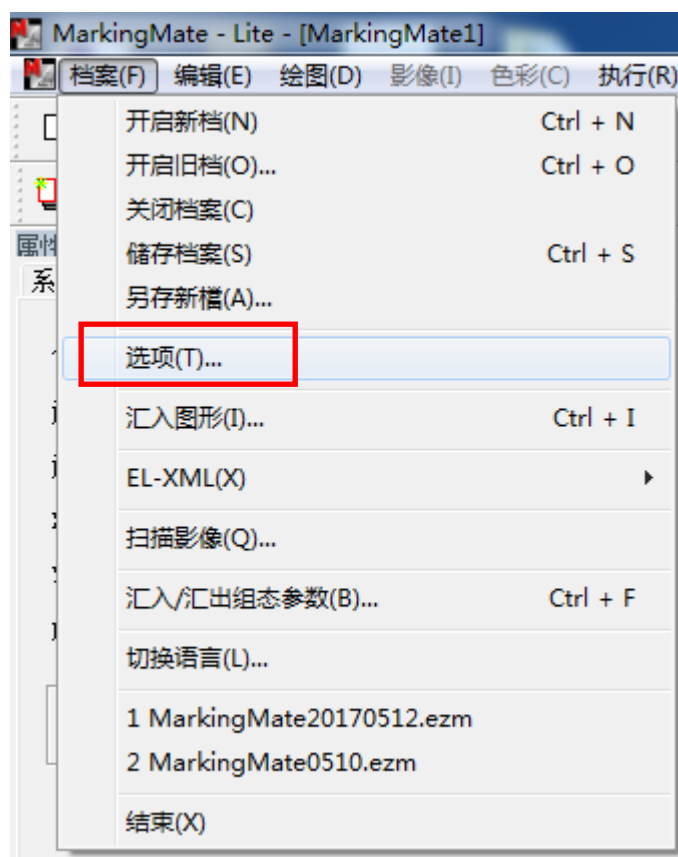 MarkingMate - Lite - [MarkingMate1]
档案(F) 编辑(E) 绘图(D) 影像(I) 色彩(C) 执行(R)
开启新档(N) Ctrl + N
开启旧档(O)... Ctrl + O
关闭档案(C)
属性
储存档案(S) Ctrl + S
系
另存新檔(A)...
选项(T)...
汇入图形(I)... Ctrl + I
EL-XML(X)
扫描影像(Q)...
汇入/汇出组态参数(B)... Ctrl + F
切换语言(L)...
1 MarkingMate20170512.ezm
2 MarkingMate0510.ezm
结束(X)